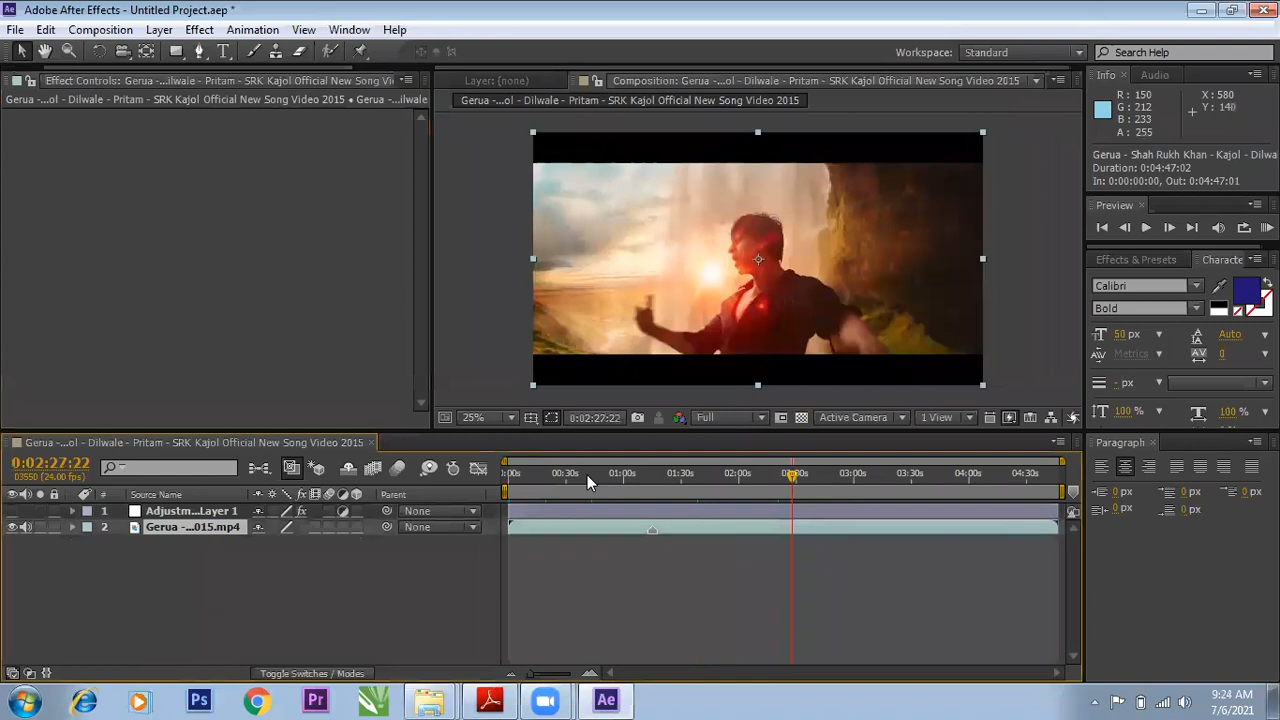 Adobe After Effects - Untitled Project.aep *
File Edit Composition Layer Effect Animation View Window Help
Workspace: Standard Search Help
Effect Controls: Gerua -...ilwale - Pritam - SRK Kajol Official New Song Vi
Layer: (none)
Composition: Gerua -...ol - Dilwale - Pritam - SRK Kajol Official New Song Video 2015
Info Audio
Gerua -...ol - Dilwale - Pritam - SRK Kajol Official New Song Video 2015 • Gerua -...ilwale
Gerua -...ol - Dilwale - Pritam - SRK Kajol Official New Song Video 2015
R : 150 X : 580
G : 212 Y : 140
B : 233
A : 255
Gerua - Shah Rukh Khan - Kajol - Dilwa
Duration: 0:04:47:02
In: 0:00:00:00, Out: 0:04:47:01
Preview
Effects & Presets Characte
Calibri
Bold
50 px Auto
Metrics 0
- px
100 % 100 %
25% 0:02:27:22 Full Active Camera 1 View
Gerua -...ol - Dilwale - Pritam - SRK Kajol Official New Song Video 2015
Paragraph
0:02:27:22
03550 (24.00 fps)
:00s 00:30s 01:00s 01:30s 02:00s 02:30s 03:00s 03:30s 04:00s 04:30s
# Source Name Parent
1 Adjustm...Layer 1 None
2 Gerua -...015.mp4 None
0 px 0 px 0 px
0 px 0 px
Toggle Switches / Modes
Ps Pr Ae
9:24 AM
7/6/2021